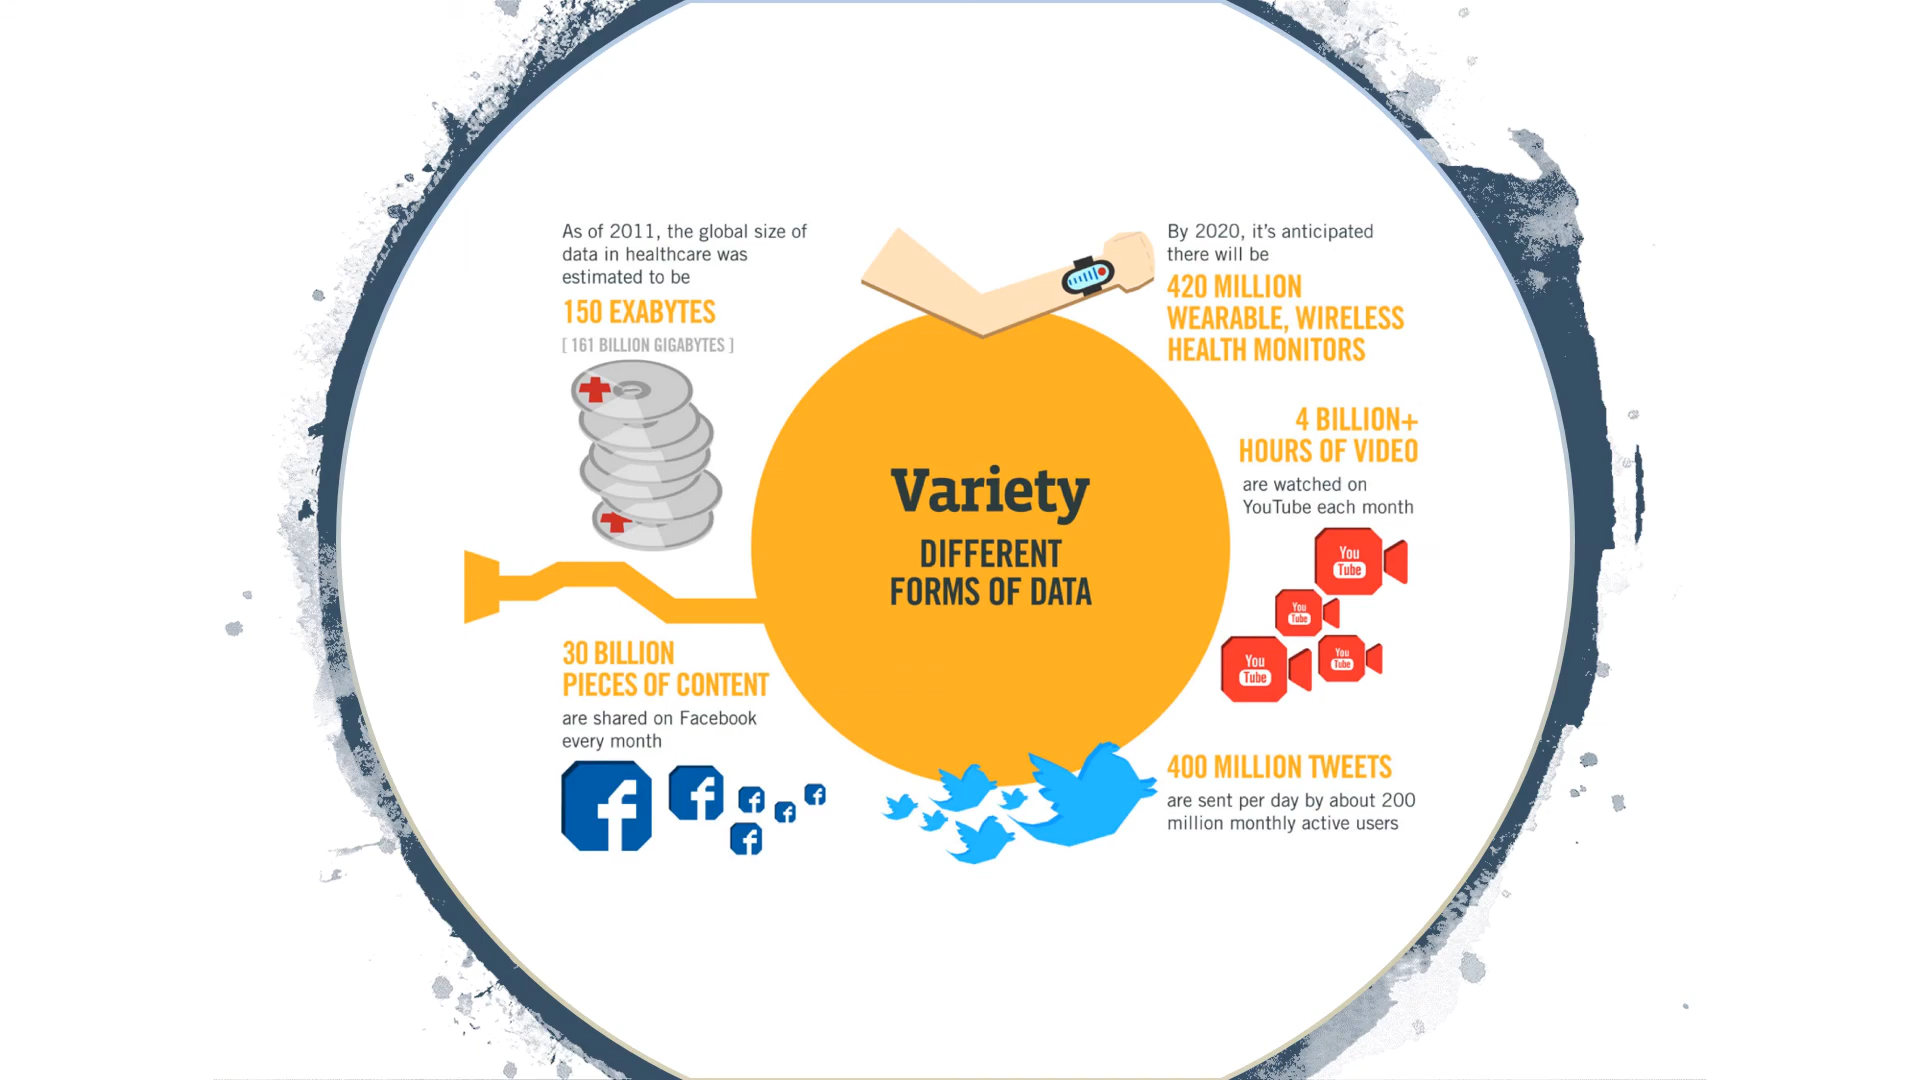 As of 2011, the global size of
data in healthcare was
estimated to be
150 EXABYTES
[ 161 BILLION GIGABYTES ]
By 2020, it's anticipated
there will be
420 MILLION
WEARABLE, WIRELESS
HEALTH MONITORS
4 BILLION+
HOURS OF VIDEO
are watched on
YouTube each month
You
Tube
You
Tube
You
Tube
You
Tube
Variety
DIFFERENT
FORMS OF DATA
30 BILLION
PIECES OF CONTENT
are shared on Facebook
every month
f
f
f
f
f
f
400 MILLION TWEETS
are sent per day by about 200
million monthly active users